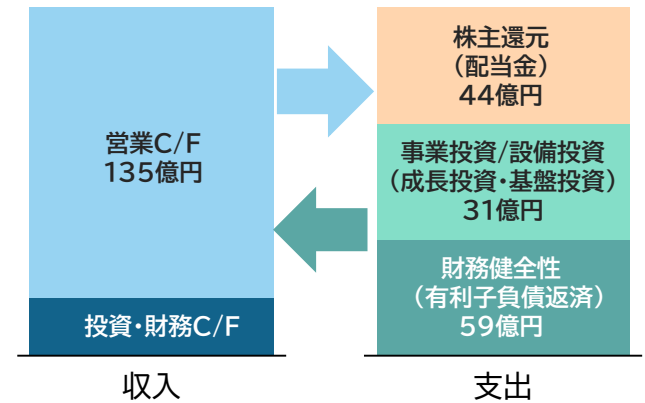 営業C/F
135億円
投資・財務C/F
収入
株主還元
(配当金)
44億円
事業投資/設備投資
(成長投資・基盤投資)
31億円
財務健全性
(有利子負債返済)
59億円
支出